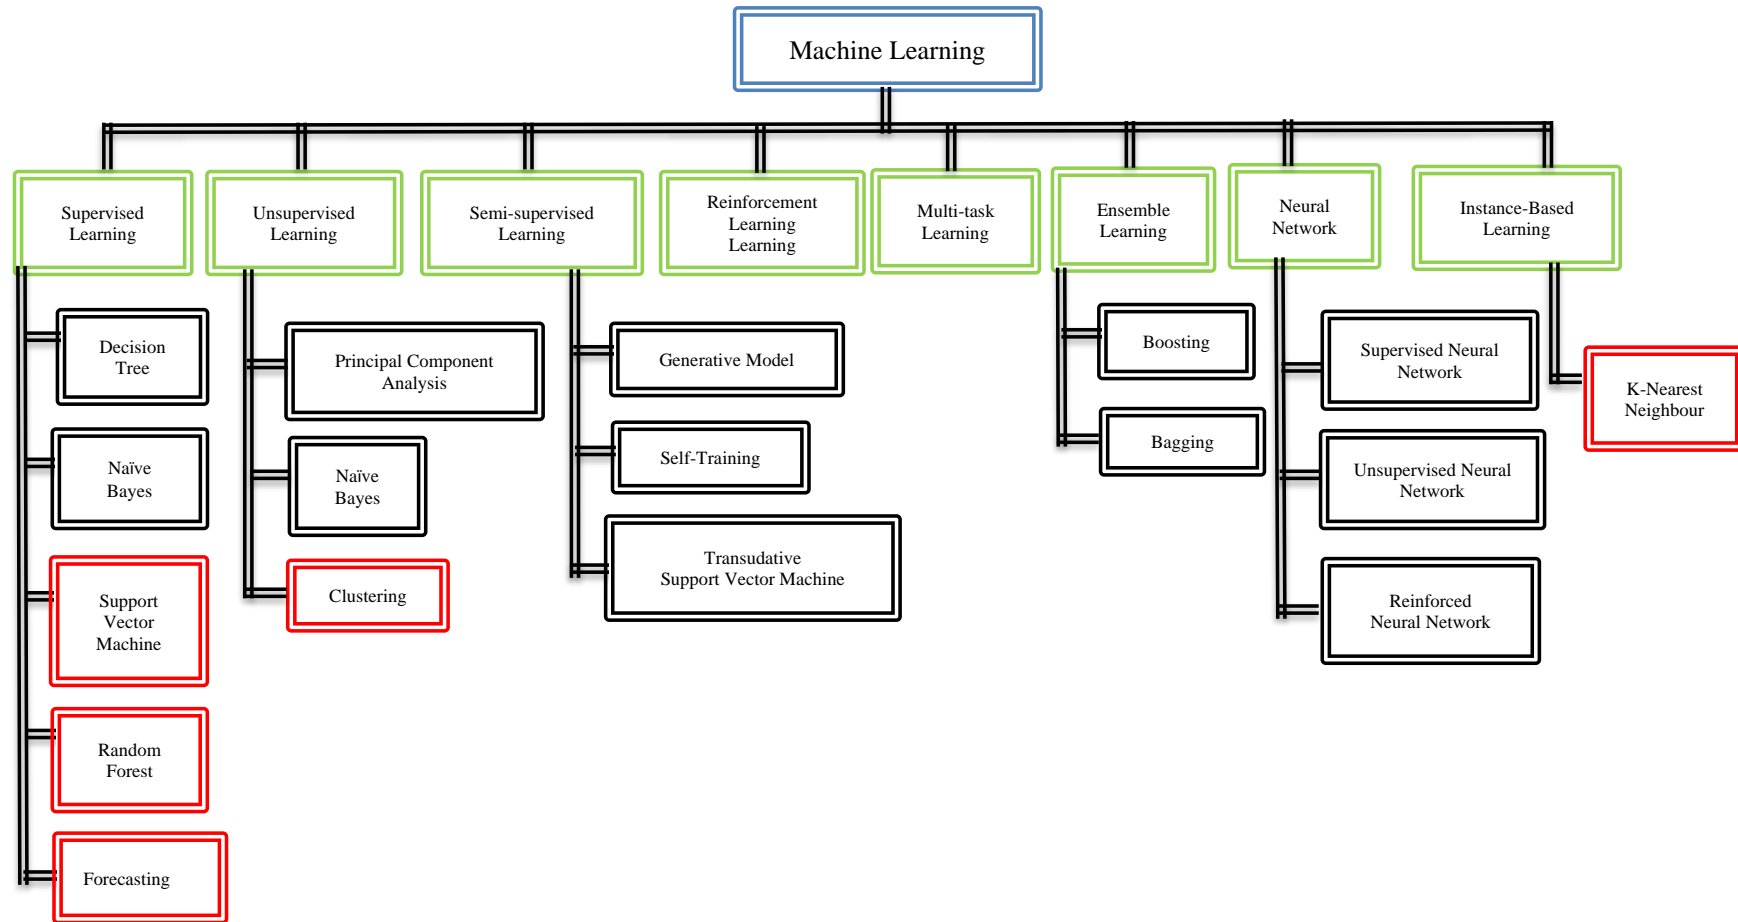 Machine Learning
Supervised
Learning
Unsupervised
Learning
Semi-supervised
Learning
Reinforcement
Learning
Learning
Multi-task
Learning
Ensemble
Learning
Neural
Network
Instance-Based
Learning
Decision
Tree
Naïve
Bayes
Support
Vector
Machine
Random
Forest
Forecasting
Principal Component
Analysis
Naïve
Bayes
Clustering
Generative Model
Self-Training
Transudative
Support Vector Machine
Boosting
Bagging
Supervised Neural
Network
Unsupervised Neural
Network
Reinforced
Neural Network
K-Nearest
Neighbour